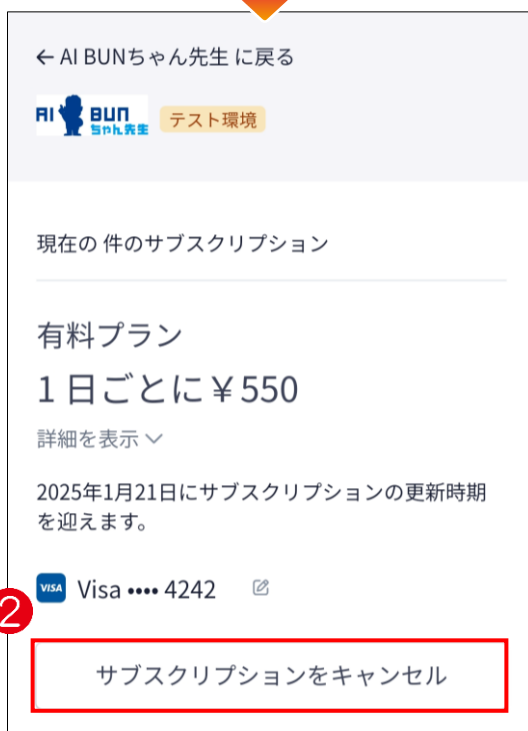 ← AI BUNちゃん先生 に戻る
AI BUN
ちゃん先生
テスト環境
現在の 件のサブスクリプション
有料プラン
1 日ごとに￥550
詳細を表示
2025年1月21日にサブスクリプションの更新時期
を迎えます。
VISA Visa •••• 4242
2
サブスクリプションをキャンセル